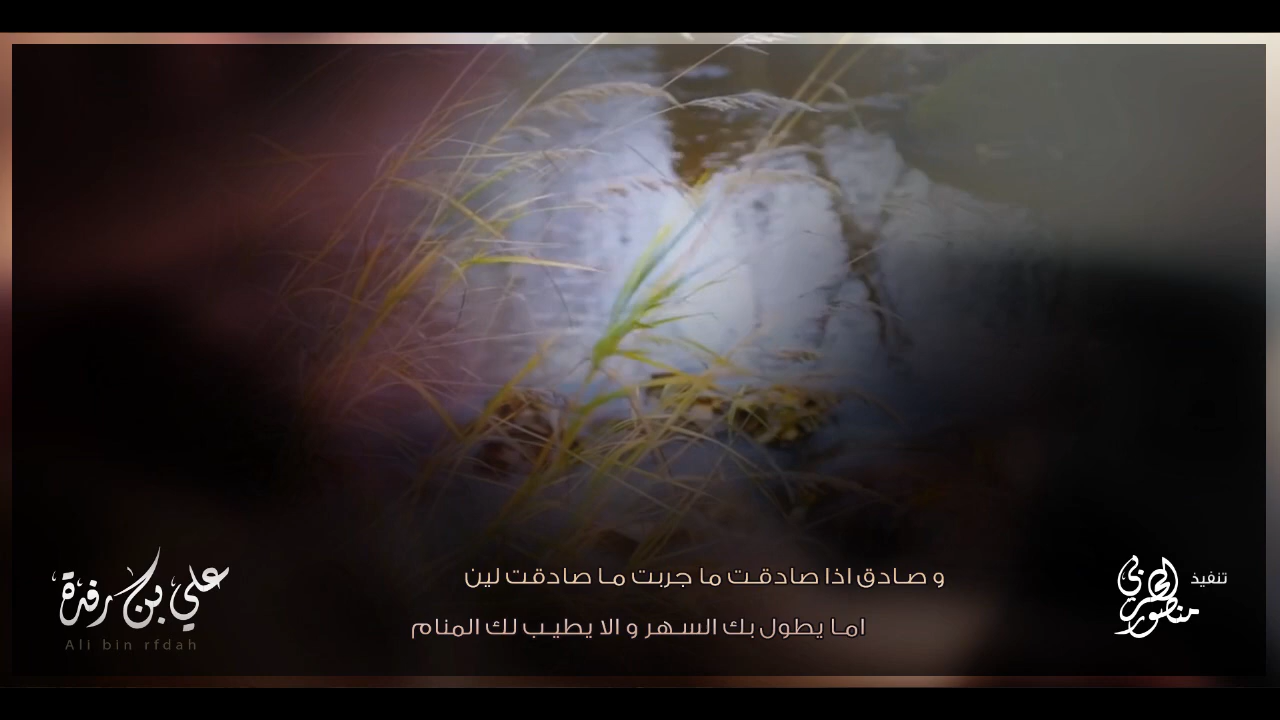 و صادق اذا صادقت ما جربت ما صادقت لين
اما يطول بك السهر و الا يطيب لك المنام
علي بن رفدة
Ali bin rfdah
تنفيذ
منصور الحربي